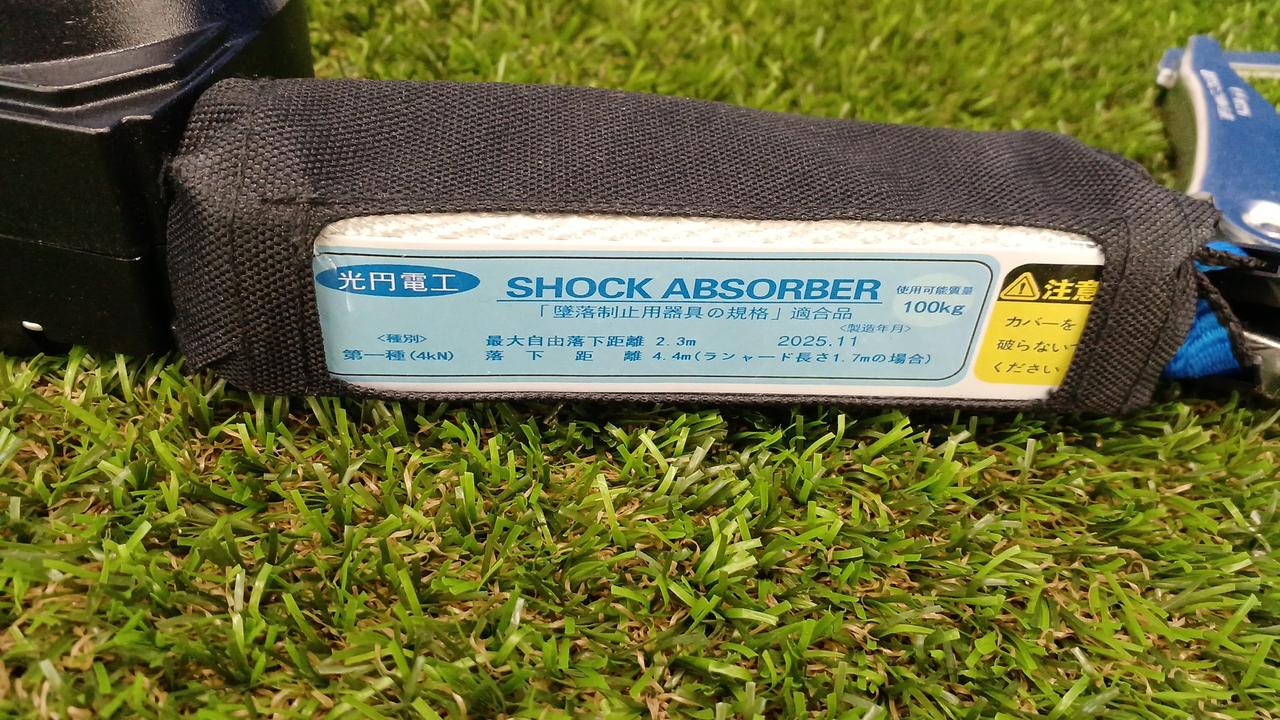 光円電工
SHOCK ABSORBER
使用可能質量
100kg
「墜落制止用器具の規格」適合品
<種別>
第一種(4kN)
最大自由落下距離 2.3m
<製造年月>
2025.11
落下距離 4.4m(ランヤード長さ1.7mの場合)
注意
カバーを
破らないで
ください